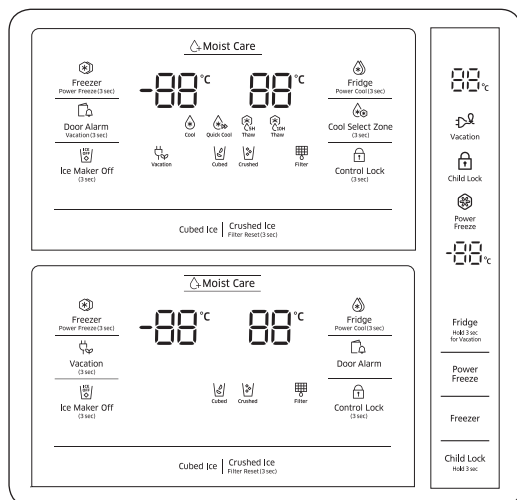 Moist Care
-88°C 88°C
Freezer
Power Freeze (3 sec)
Fridge
Power Cool (3 sec)
Door Alarm
Vacation (3 sec)
Cool
Quick Cool
5H
Thaw
10H
Thaw
Cool Select Zone
(3 sec)
ICE OFF
Ice Maker Off
(3 sec)
Vacation
Cubed
Crushed
Filter
Control Lock
(3 sec)
Cubed Ice | Crushed Ice
Filter Reset (3 sec)
Moist Care
-88°C 88°C
Freezer
Power Freeze (3 sec)
Fridge
Power Cool (3 sec)
Vacation
(3 sec)
Door Alarm
ICE OFF
Ice Maker Off
(3 sec)
Cubed
Crushed
Filter
Control Lock
(3 sec)
Cubed Ice | Crushed Ice
Filter Reset (3 sec)
88°C
Vacation
Child Lock
Power
Freeze
-88°C
Fridge
Hold 3 sec
for Vacation
Power
Freeze
Freezer
Child Lock
Hold 3 sec